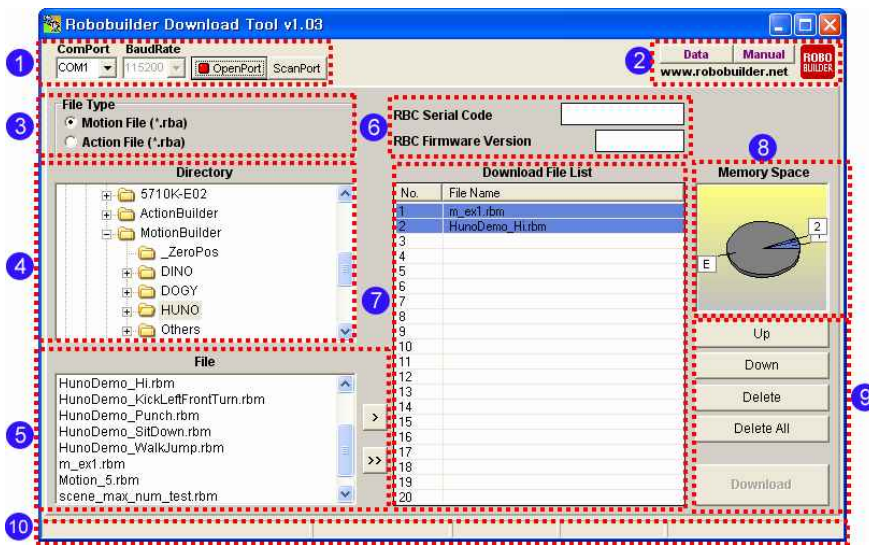 Robobuilder Download Tool v1.03
1
ComPort BaudRate
COM1 115200 OpenPort ScanPort
2
Data Manual
www.robobuilder.net
ROBO
BUILDER
3
File Type
Motion File (*.rba)
Action File (*.rba)
6
RBC Serial Code
RBC Firmware Version
4
Directory
5710K-E02
ActionBuilder
MotionBuilder
_ZeroPos
DINO
DOGY
HUNO
Others
5
File
HunoDemo_Hi.rbm
HunoDemo_KickLeftFrontTurn.rbm
HunoDemo_Punch.rbm
HunoDemo_SitDown.rbm
HunoDemo_WalkJump.rbm
m_ex1.rbm
Motion_5.rbm
scene_max_num_test.rbm
>
>>
7
Download File List
No. File Name
1 m_ex1.rbm
2 HunoDemo_Hi.rbm
3
4
5
6
7
8
9
10
11
12
13
14
15
16
17
18
19
20
8
Memory Space
2
E
9
Up
Down
Delete
Delete All
Download
10